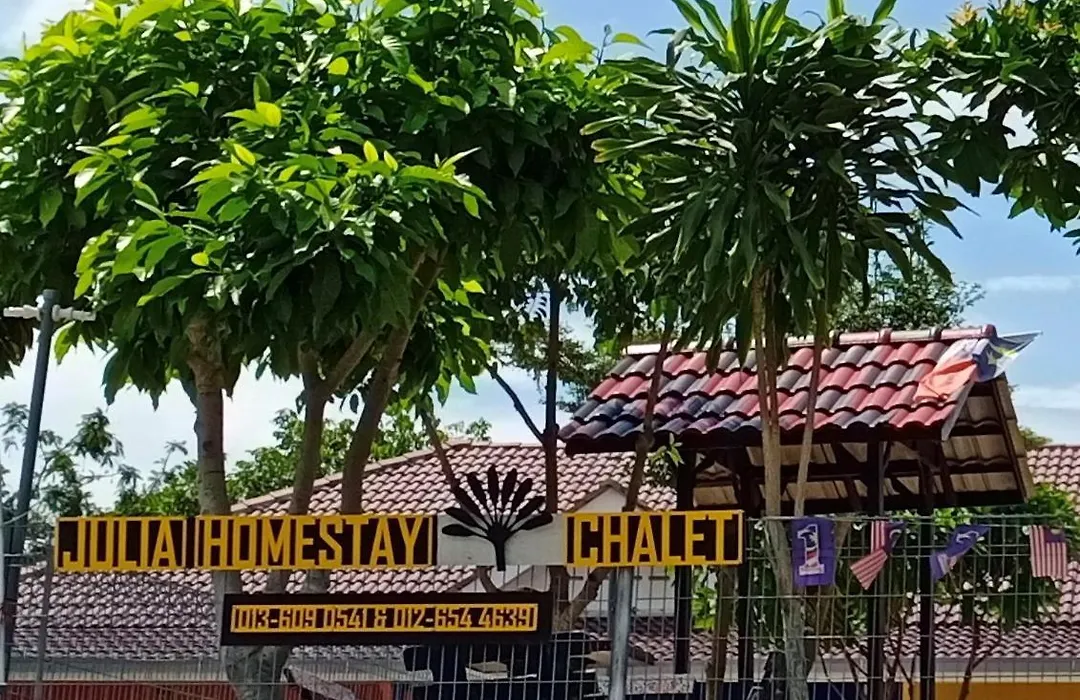 JULIA HOMESTAY CHALET
013-609 0541 & 012-654 4639